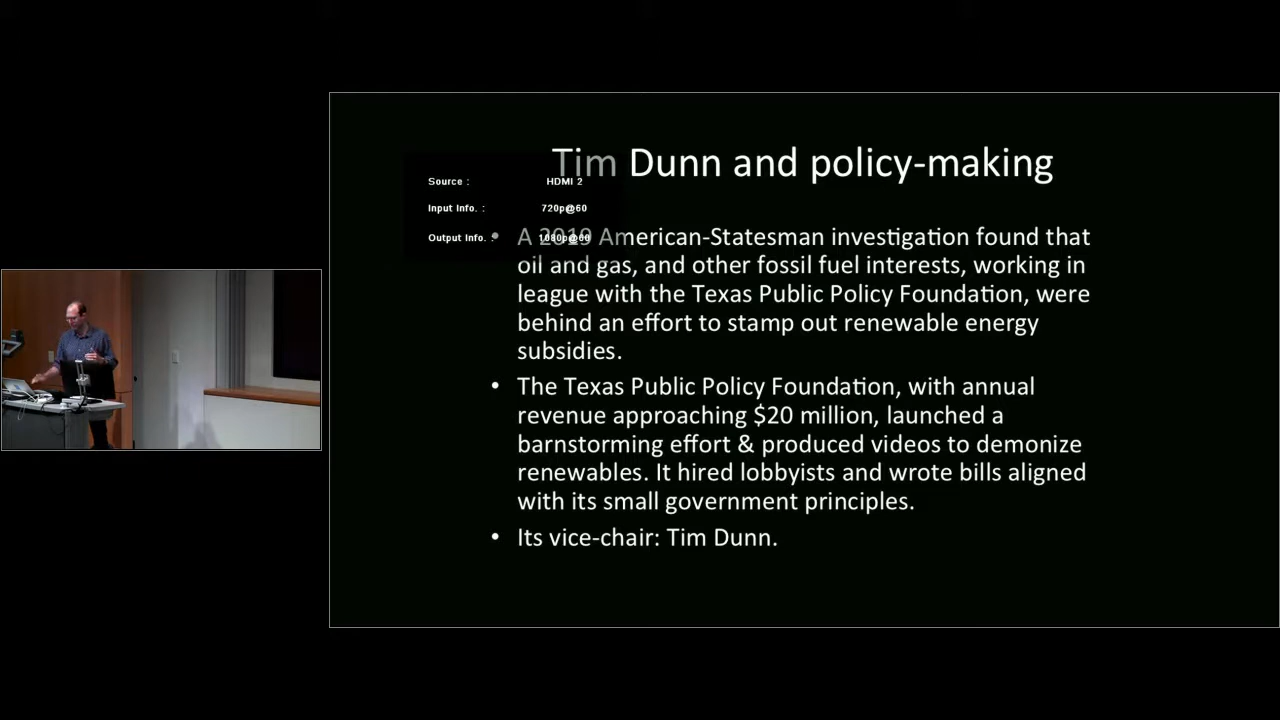 Tim Dunn and policy-making
Source : HDMI 2
Input Info. : 720p@60
Output Info. : 1080p@60
• A 2019 American-Statesman investigation found that
oil and gas, and other fossil fuel interests, working in
league with the Texas Public Policy Foundation, were
behind an effort to stamp out renewable energy
subsidies.
• The Texas Public Policy Foundation, with annual
revenue approaching $20 million, launched a
barnstorming effort & produced videos to demonize
renewables. It hired lobbyists and wrote bills aligned
with its small government principles.
• Its vice-chair: Tim Dunn.